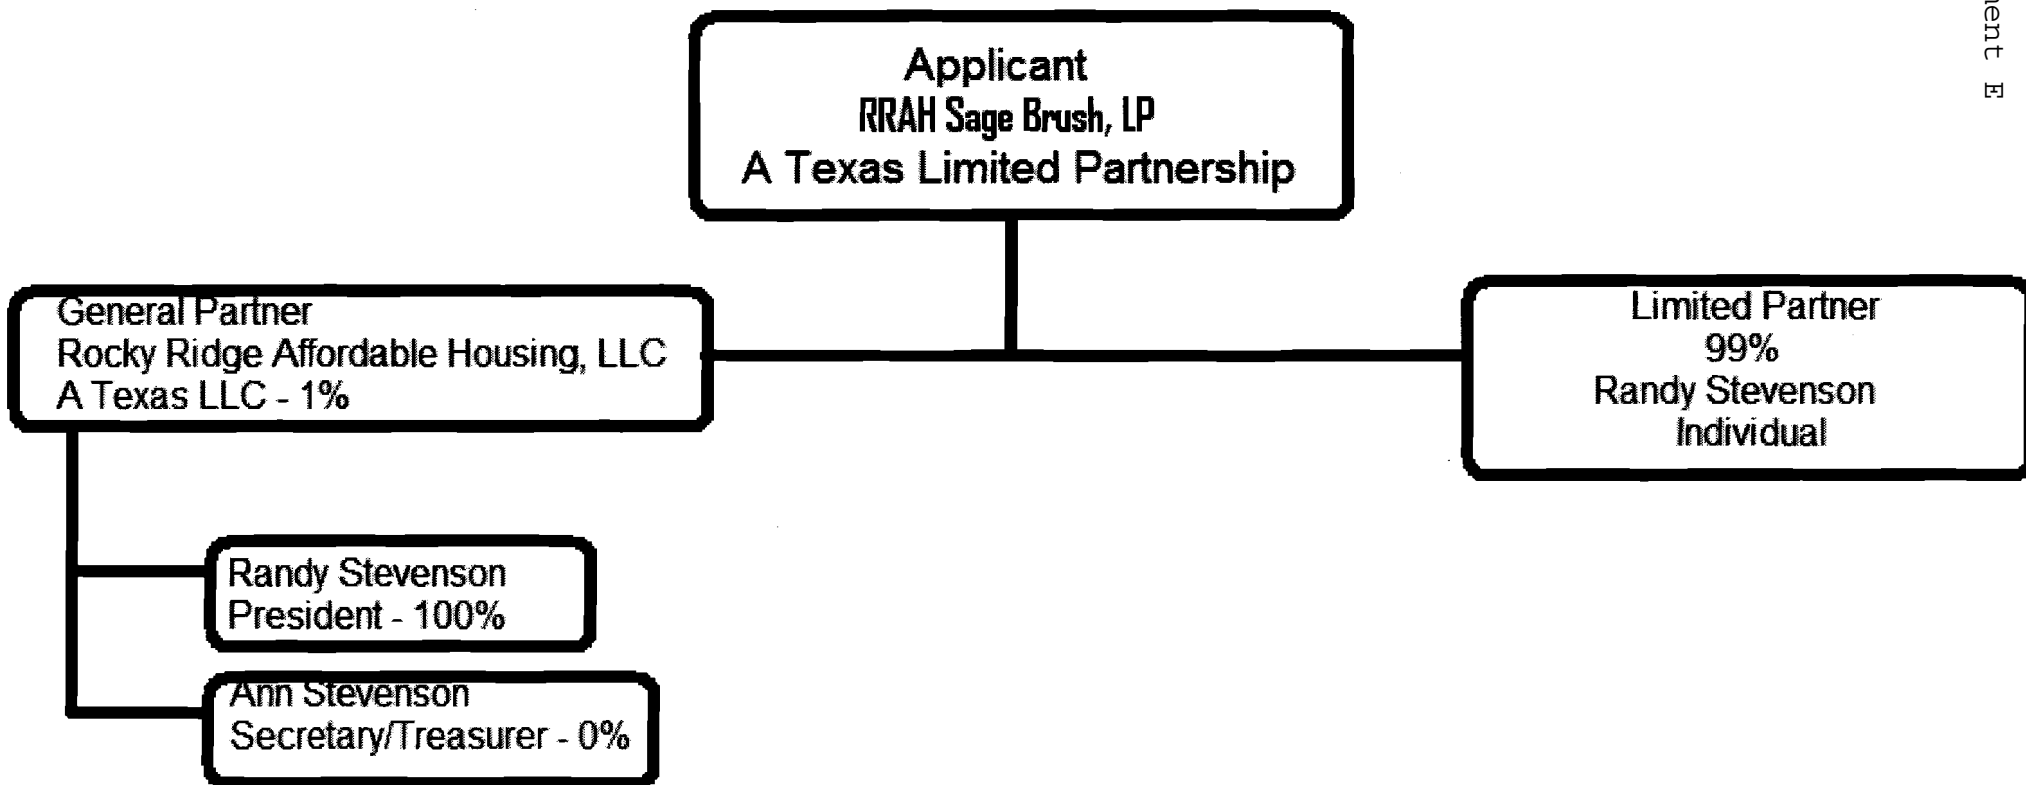 Applicant
RRAH Sage Brush, LP
A Texas Limited Partnership
General Partner
Rocky Ridge Affordable Housing, LLC
A Texas LLC - 1%
Limited Partner
99%
Randy Stevenson
Individual
Randy Stevenson
President - 100%
Ann Stevenson
Secretary/Treasurer - 0%
E